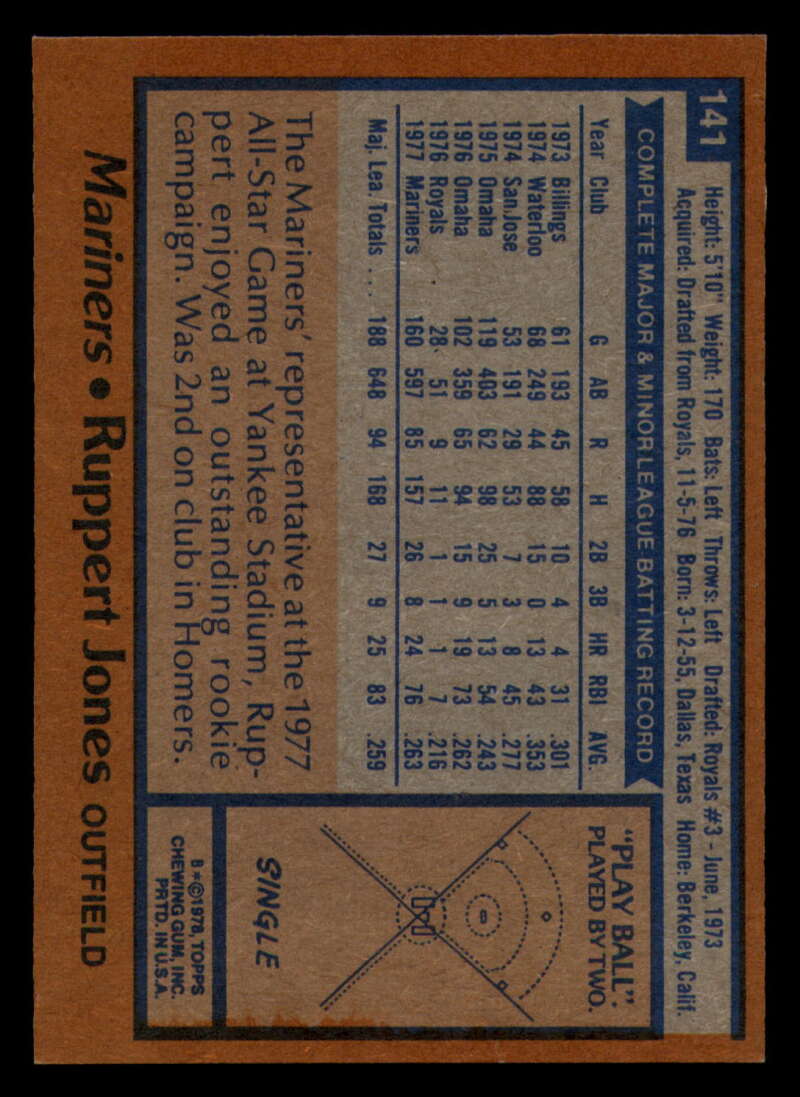 141
Height: 5'10" Weight: 170 Bats: Left Throws: Left Drafted: Royals #3 - June, 1973
Acquired: Drafted from Royals, 11-5-76 Born: 3-12-55, Dallas, Texas Home: Berkeley, Calif.
COMPLETE MAJOR & MINOR LEAGUE BATTING RECORD
Year Club G AB R H 2B 3B HR RBI AVG.
1973 Billings 61 193 45 58 10 4 4 31 .301
1974 Waterloo 68 249 44 88 15 0 13 43 .353
1974 San Jose 53 191 29 53 7 3 8 45 .277
1975 Omaha 119 403 62 98 25 5 13 54 .243
1976 Omaha 102 359 65 94 15 9 19 73 .262
1976 Royals 28 51 9 11 1 1 1 7 .216
1977 Mariners 160 597 85 157 26 8 24 76 .263
Maj. Lea. Totals . . . 188 648 94 168 27 9 25 83 .259
The Mariners' representative at the 1977
All-Star Game at Yankee Stadium, Rup-
pert enjoyed an outstanding rookie
campaign. Was 2nd on club in Homers.
"PLAY BALL":
PLAYED BY TWO.
SINGLE
B*©1978, TOPPS
CHEWING GUM, INC.
PRTD. IN U.S.A.
Mariners • Ruppert Jones OUTFIELD